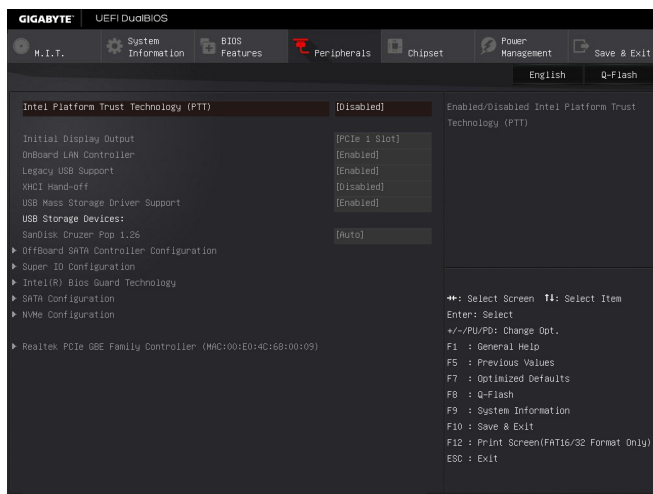 GIGABYTE™ UEFI DualBIOS
M.I.T.
System Information
BIOS Features
Peripherals
Chipset
Power Management
Save & Exit
English Q-Flash
Intel Platform Trust Technology (PTT) [Disabled]
Initial Display Output [PCIe 1 Slot]
OnBoard LAN Controller [Enabled]
Legacy USB Support [Enabled]
XHCI Hand-off [Disabled]
USB Mass Storage Driver Support [Enabled]
USB Storage Devices:
SanDisk Cruzer Pop 1.26 [Auto]
OffBoard SATA Controller Configuration
Super IO Configuration
Intel(R) Bios Guard Technology
SATA Configuration
NVMe Configuration
Realtek PCIe GBE Family Controller (MAC:00:E0:4C:68:00:09)
Enabled/Disabled Intel Platform Trust
Technology (PTT)
→←: Select Screen ↑↓: Select Item
Enter: Select
+/-/PU/PD: Change Opt.
F1 : General Help
F5 : Previous Values
F7 : Optimized Defaults
F8 : Q-Flash
F9 : System Information
F10 : Save & Exit
F12 : Print Screen(FAT16/32 Format Only)
ESC : Exit